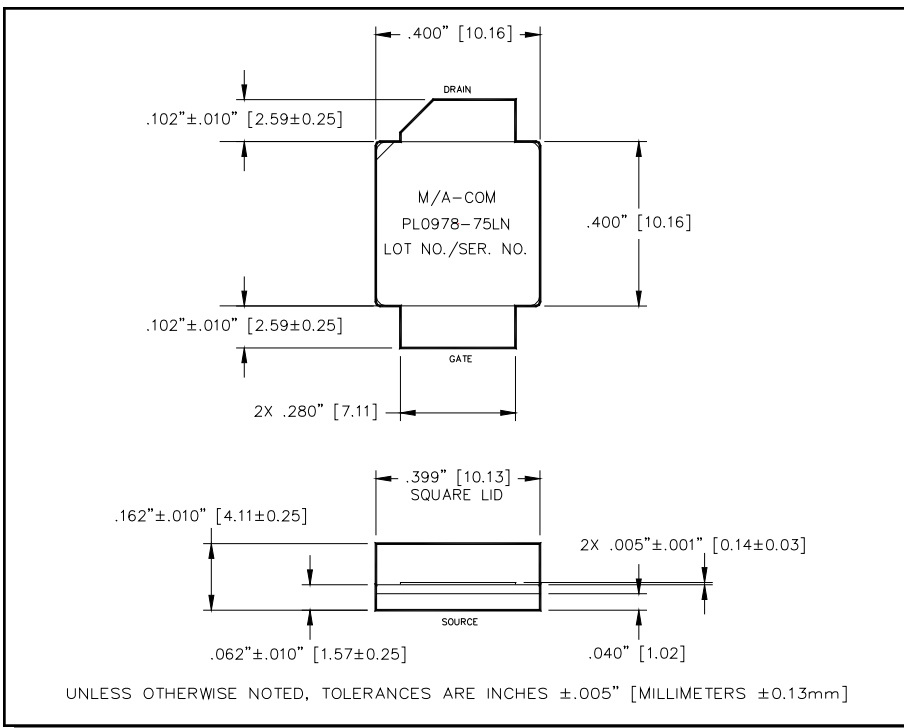 .400” [10.16]
DRAIN
.102”±.010” [2.59±0.25]
M/A-COM
PL0978-75LN
LOT NO./SER. NO.
.400” [10.16]
.102”±.010” [2.59±0.25]
GATE
2X .280” [7.11]
.399” [10.13]
SQUARE LID
.162”±.010” [4.11±0.25]
2X .005”±.001” [0.14±0.03]
SOURCE
.062”±.010” [1.57±0.25]
.040” [1.02]
UNLESS OTHERWISE NOTED, TOLERANCES ARE INCHES ±.005” [MILLIMETERS ±0.13mm]